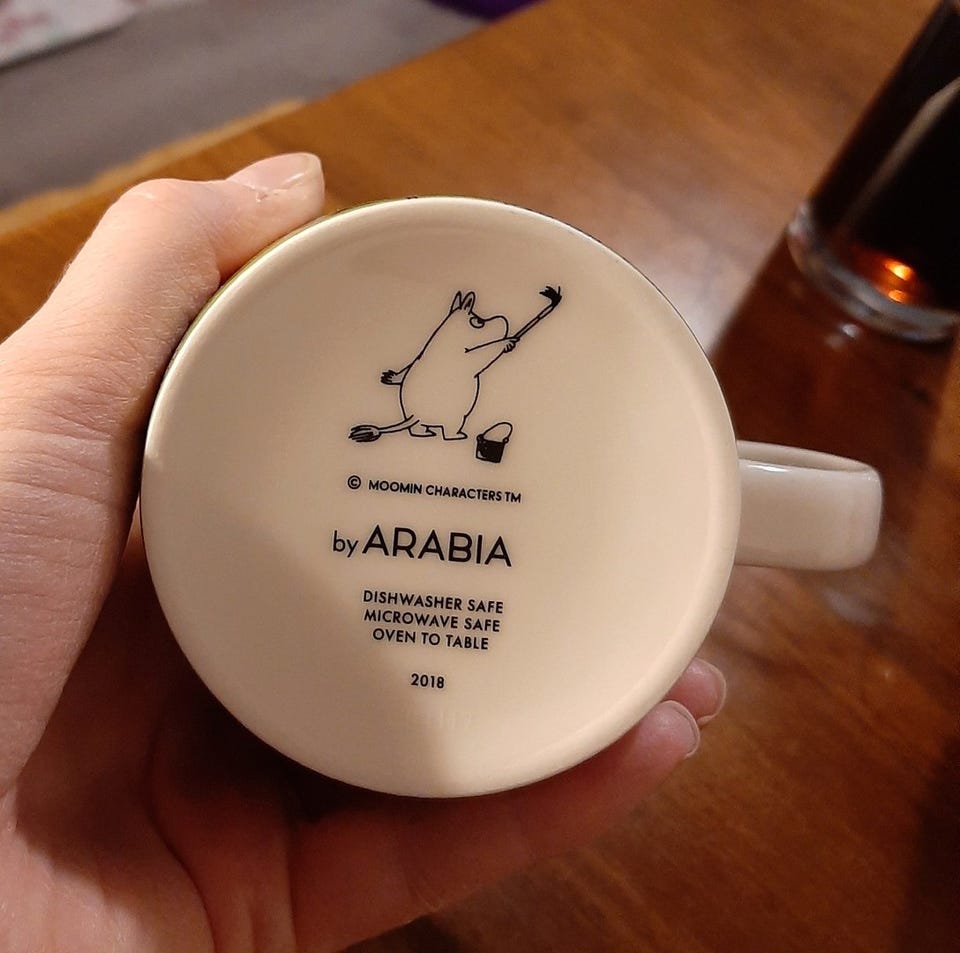 © MOOMIN CHARACTERS TM
by ARABIA
DISHWASHER SAFE
MICROWAVE SAFE
OVEN TO TABLE
2018